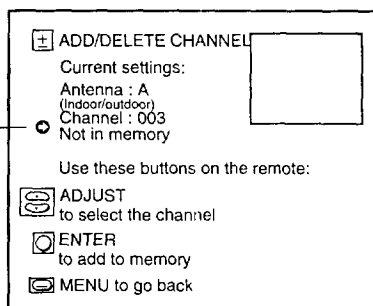 ± ADD/DELETE CHANNEL
Current settings:
Antenna : A
(Indoor/outdoor)
Channel : 003
Not in memory
Use these buttons on the remote:
ADJUST
to select the channel
ENTER
to add to memory
MENU to go back